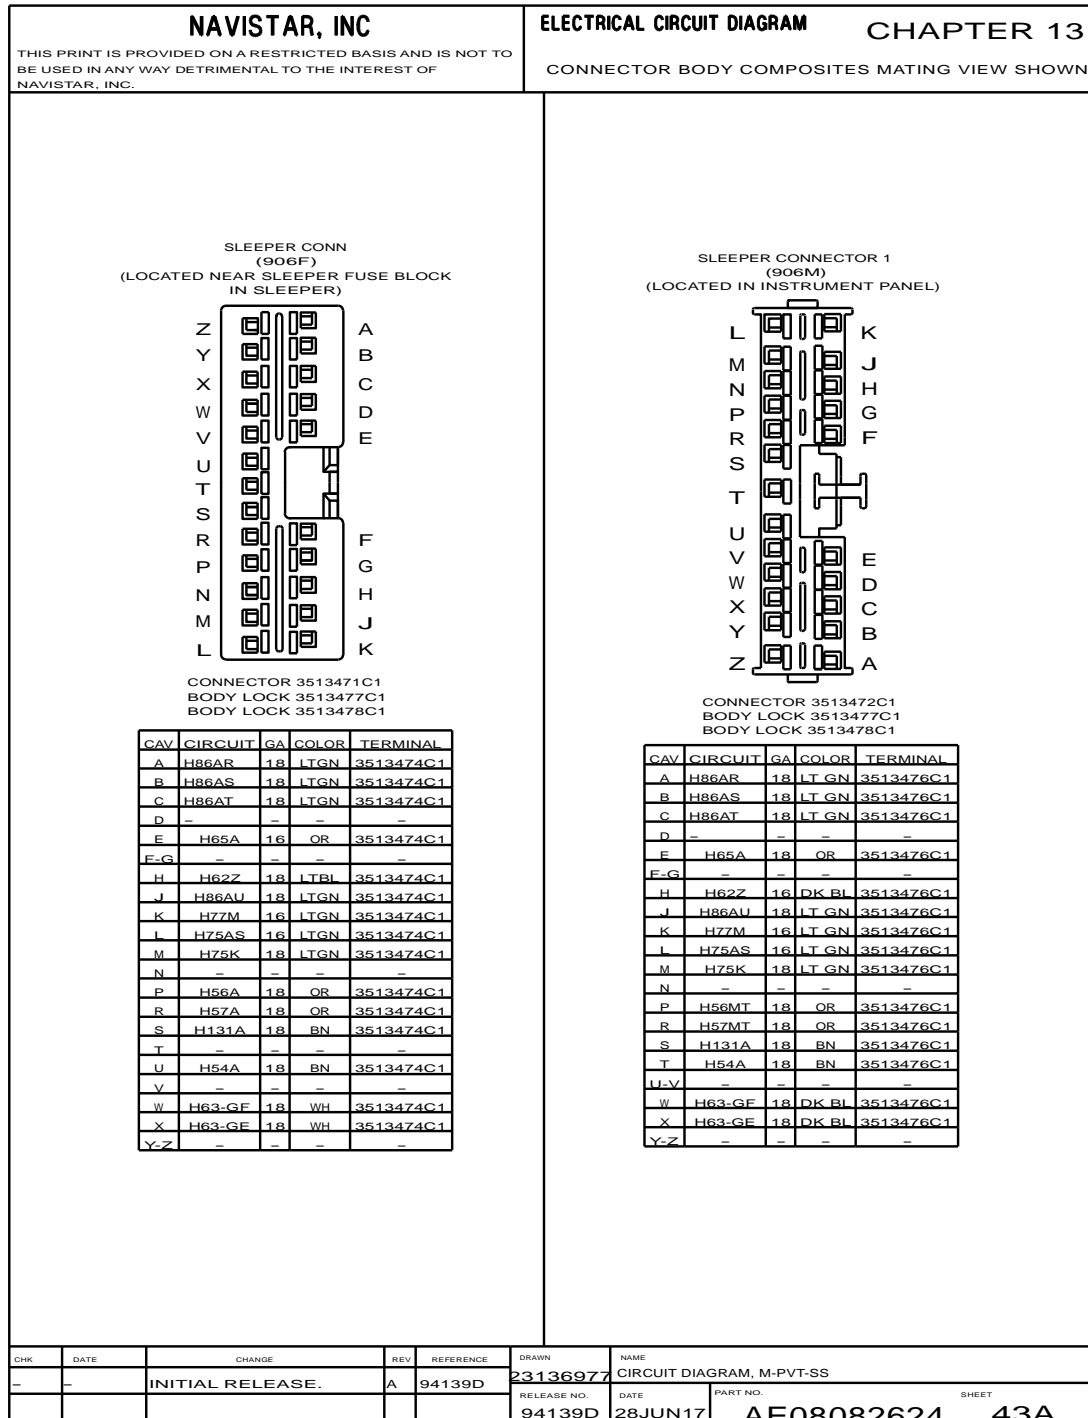 NAVISTAR, INC
THIS PRINT IS PROVIDED ON A RESTRICTED BASIS AND IS NOT TO
BE USED IN ANY WAY DETRIMENTAL TO THE INTEREST OF
NAVISTAR, INC.
ELECTRICAL CIRCUIT DIAGRAM
CHAPTER 13
CONNECTOR BODY COMPOSITES MATING VIEW SHOWN
SLEEPER CONN
(906F)
(LOCATED NEAR SLEEPER FUSE BLOCK
IN SLEEPER)
Z A
Y B
X C
W D
V E
U
T
S
R F
P G
N H
M J
L K
CONNECTOR 3513471C1
BODY LOCK 3513477C1
BODY LOCK 3513478C1
CAV CIRCUIT GA COLOR TERMINAL
A H86AR 18 LTGN 3513474C1
B H86AS 18 LTGN 3513474C1
C H86AT 18 LTGN 3513474C1
D – – – –
E H65A 16 OR 3513474C1
F-G – – – –
H H62Z 18 LTBL 3513474C1
J H86AU 18 LTGN 3513474C1
K H77M 16 LTGN 3513474C1
L H75AS 16 LTGN 3513474C1
M H75K 18 LTGN 3513474C1
N – – – –
P H56A 18 OR 3513474C1
R H57A 18 OR 3513474C1
S H131A 18 BN 3513474C1
T – – – –
U H54A 18 BN 3513474C1
V – – – –
W H63-GF 18 WH 3513474C1
X H63-GE 18 WH 3513474C1
Y-Z – – – –
SLEEPER CONNECTOR 1
(906M)
(LOCATED IN INSTRUMENT PANEL)
L K
M J
N H
P G
R F
S
T
U
V E
W D
X C
Y B
Z A
CONNECTOR 3513472C1
BODY LOCK 3513477C1
BODY LOCK 3513478C1
CAV CIRCUIT GA COLOR TERMINAL
A H86AR 18 LT GN 3513476C1
B H86AS 18 LT GN 3513476C1
C H86AT 18 LT GN 3513476C1
D – – – –
E H65A 18 OR 3513476C1
F-G – – – –
H H62Z 16 DK BL 3513476C1
J H86AU 18 LT GN 3513476C1
K H77M 16 LT GN 3513476C1
L H75AS 16 LT GN 3513476C1
M H75K 18 LT GN 3513476C1
N – – – –
P H56MT 18 OR 3513476C1
R H57MT 18 OR 3513476C1
S H131A 18 BN 3513476C1
T H54A 18 BN 3513476C1
U-V – – – –
W H63-GF 18 DK BL 3513476C1
X H63-GE 18 DK BL 3513476C1
Y-Z – – – –
CHK DATE CHANGE REV REFERENCE
– – INITIAL RELEASE. A 94139D
DRAWN
23136977
NAME
CIRCUIT DIAGRAM, M-PVT-SS
RELEASE NO.
94139D
DATE
28JUN17
PART NO.
AE08082624
SHEET
43A